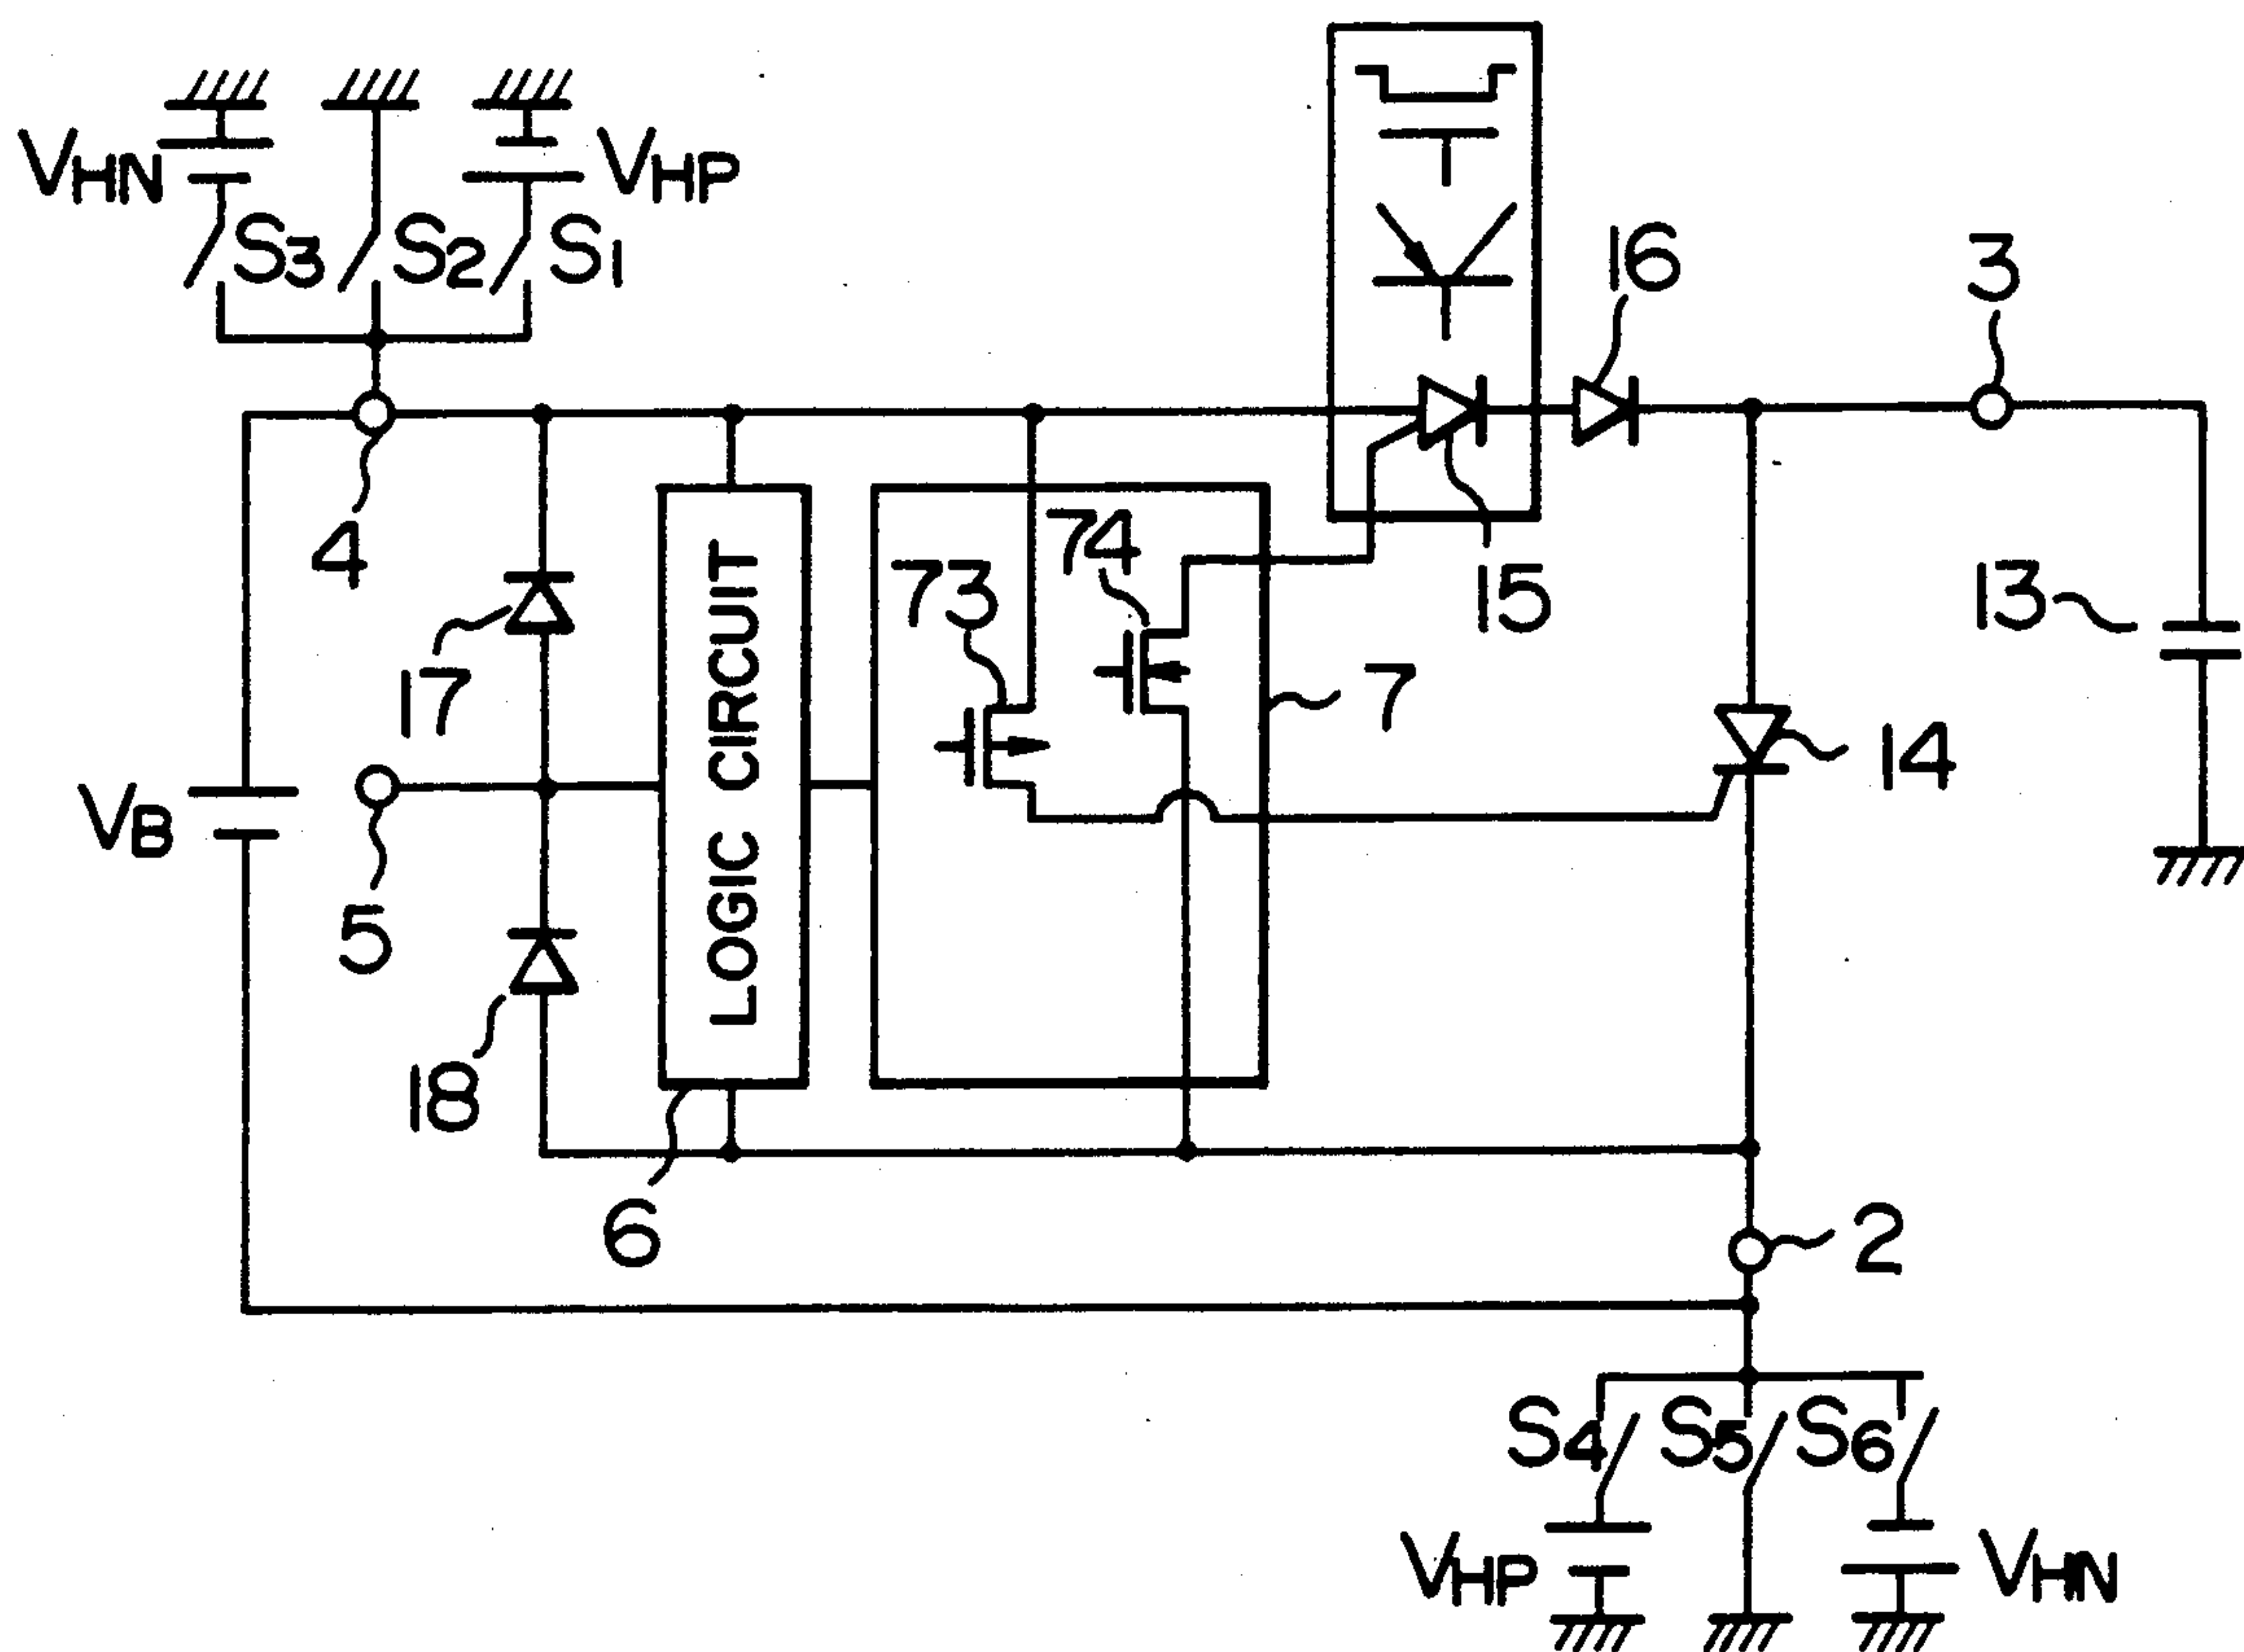 VHN
VHP
S3
S2
S1
16
3
4
74
73
15
13
17
7
14
LOGIC CIRCUIT
VB
5
18
6
2
S4
S5
S6
VHP
VHN